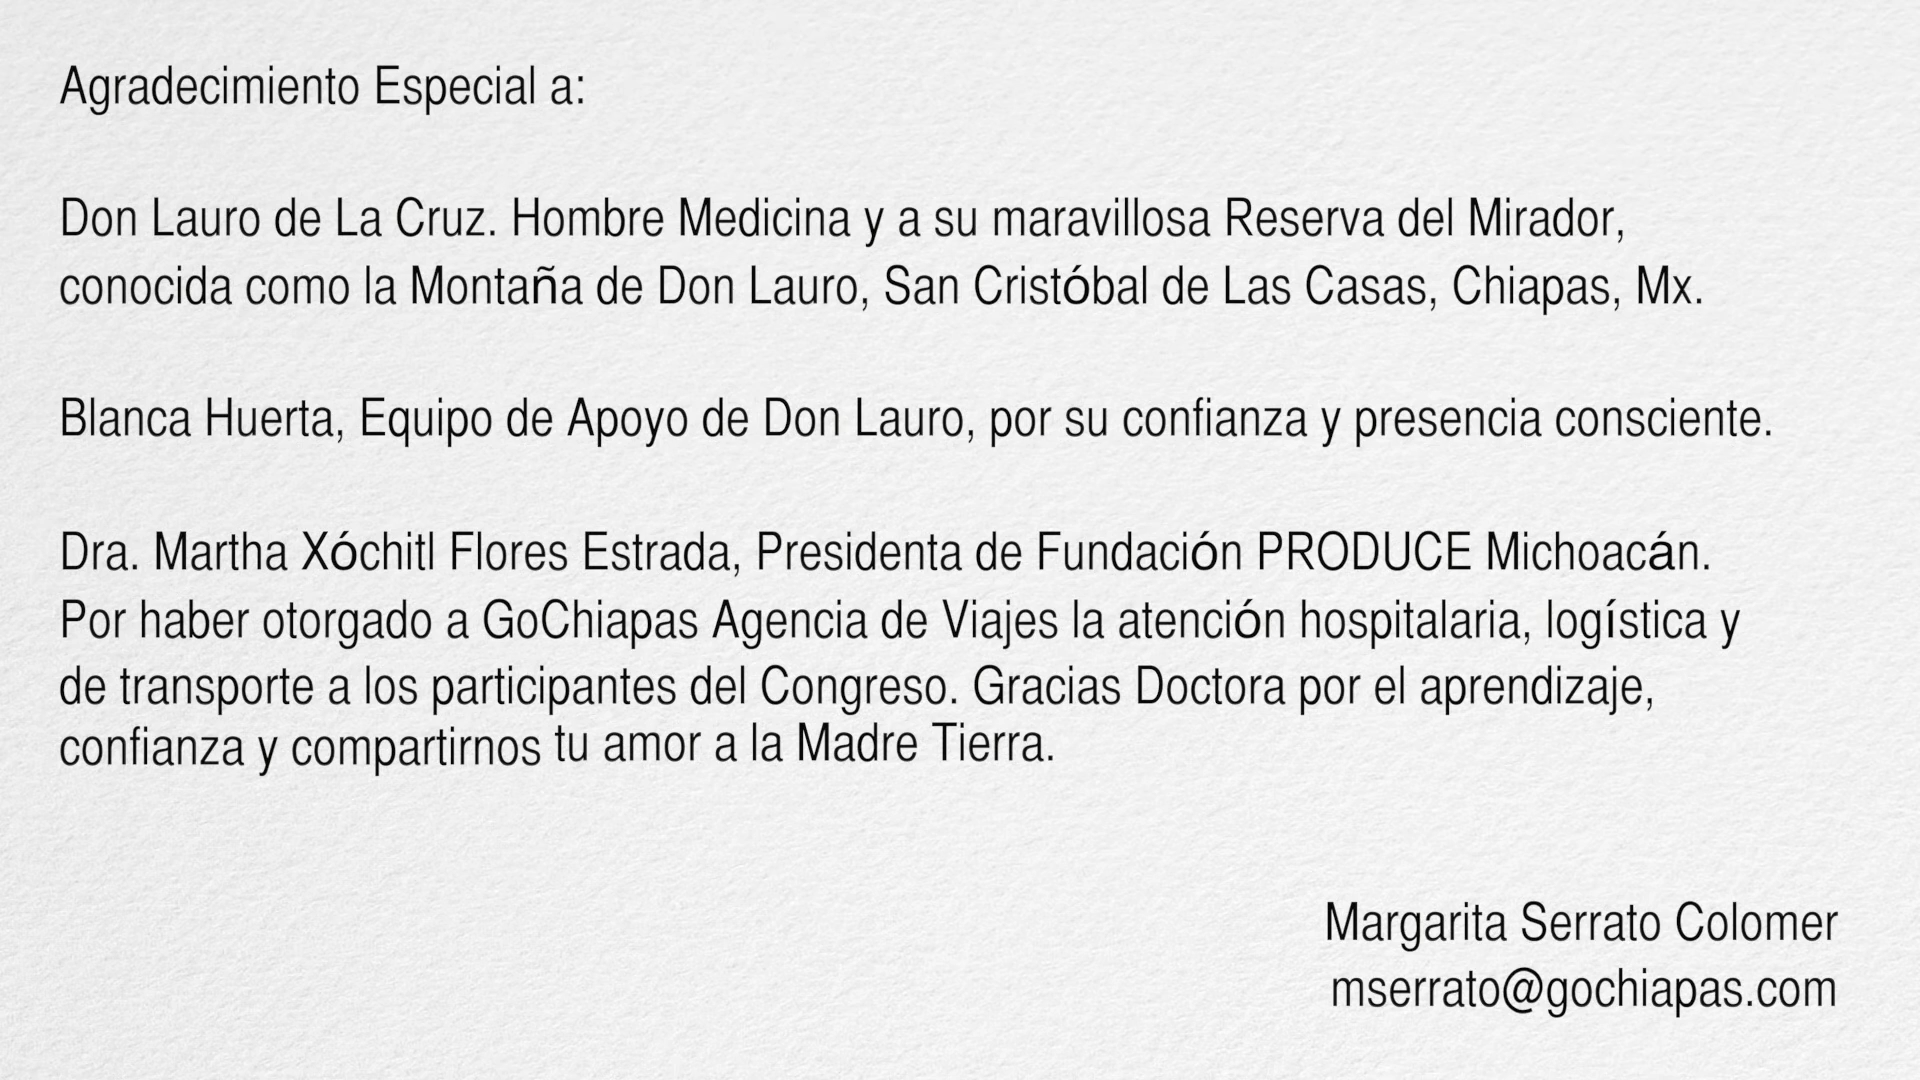 Agradecimiento Especial a:
Don Lauro de La Cruz. Hombre Medicina y a su maravillosa Reserva del Mirador,
conocida como la Montaña de Don Lauro, San Cristóbal de Las Casas, Chiapas, Mx.
Blanca Huerta, Equipo de Apoyo de Don Lauro, por su confianza y presencia consciente.
Dra. Martha Xóchitl Flores Estrada, Presidenta de Fundación PRODUCE Michoacán.
Por haber otorgado a GoChiapas Agencia de Viajes la atención hospitalaria, logística y
de transporte a los participantes del Congreso. Gracias Doctora por el aprendizaje,
confianza y compartirnos tu amor a la Madre Tierra.
Margarita Serrato Colomer
mserrato@gochiapas.com